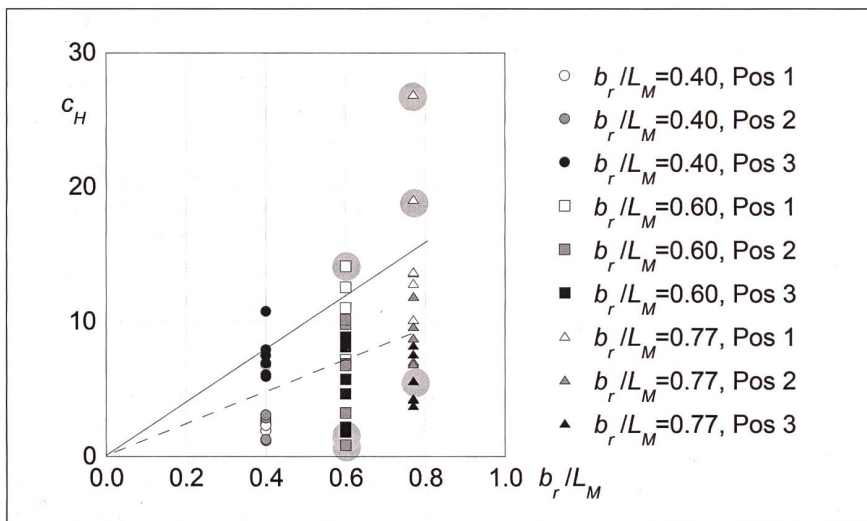 30
c_H
20
10
0
0.0 0.2 0.4 0.6 0.8 1.0 b_r/L_M
b_r/L_M=0.40, Pos 1
b_r/L_M=0.40, Pos 2
b_r/L_M=0.40, Pos 3
b_r/L_M=0.60, Pos 1
b_r/L_M=0.60, Pos 2
b_r/L_M=0.60, Pos 3
b_r/L_M=0.77, Pos 1
b_r/L_M=0.77, Pos 2
b_r/L_M=0.77, Pos 3